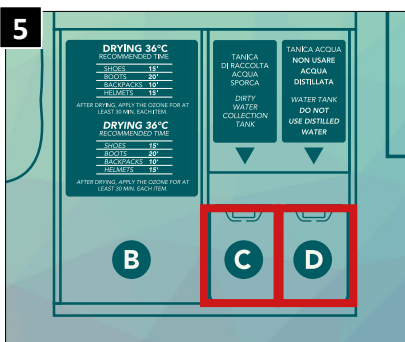 5
DRYING 36°C
RECOMMENDED TIME
SHOES 15'
BOOTS 20'
BACKPACKS 10'
HELMETS 15'
AFTER DRYING, APPLY THE OZONE FOR AT
LEAST 30 MIN. EACH ITEM.
DRYING 36°C
RECOMMENDED TIME
SHOES 15'
BOOTS 20'
BACKPACKS 10'
HELMETS 15'
AFTER DRYING, APPLY THE OZONE FOR AT
LEAST 30 MIN. EACH ITEM.
TANICA
DI RACCOLTA
ACQUA
SPORCA
DIRTY
WATER
COLLECTION
TANK
TANICA ACQUA
NON USARE
ACQUA
DISTILLATA
WATER TANK
DO NOT
USE DISTILLED
WATER
B
C
D